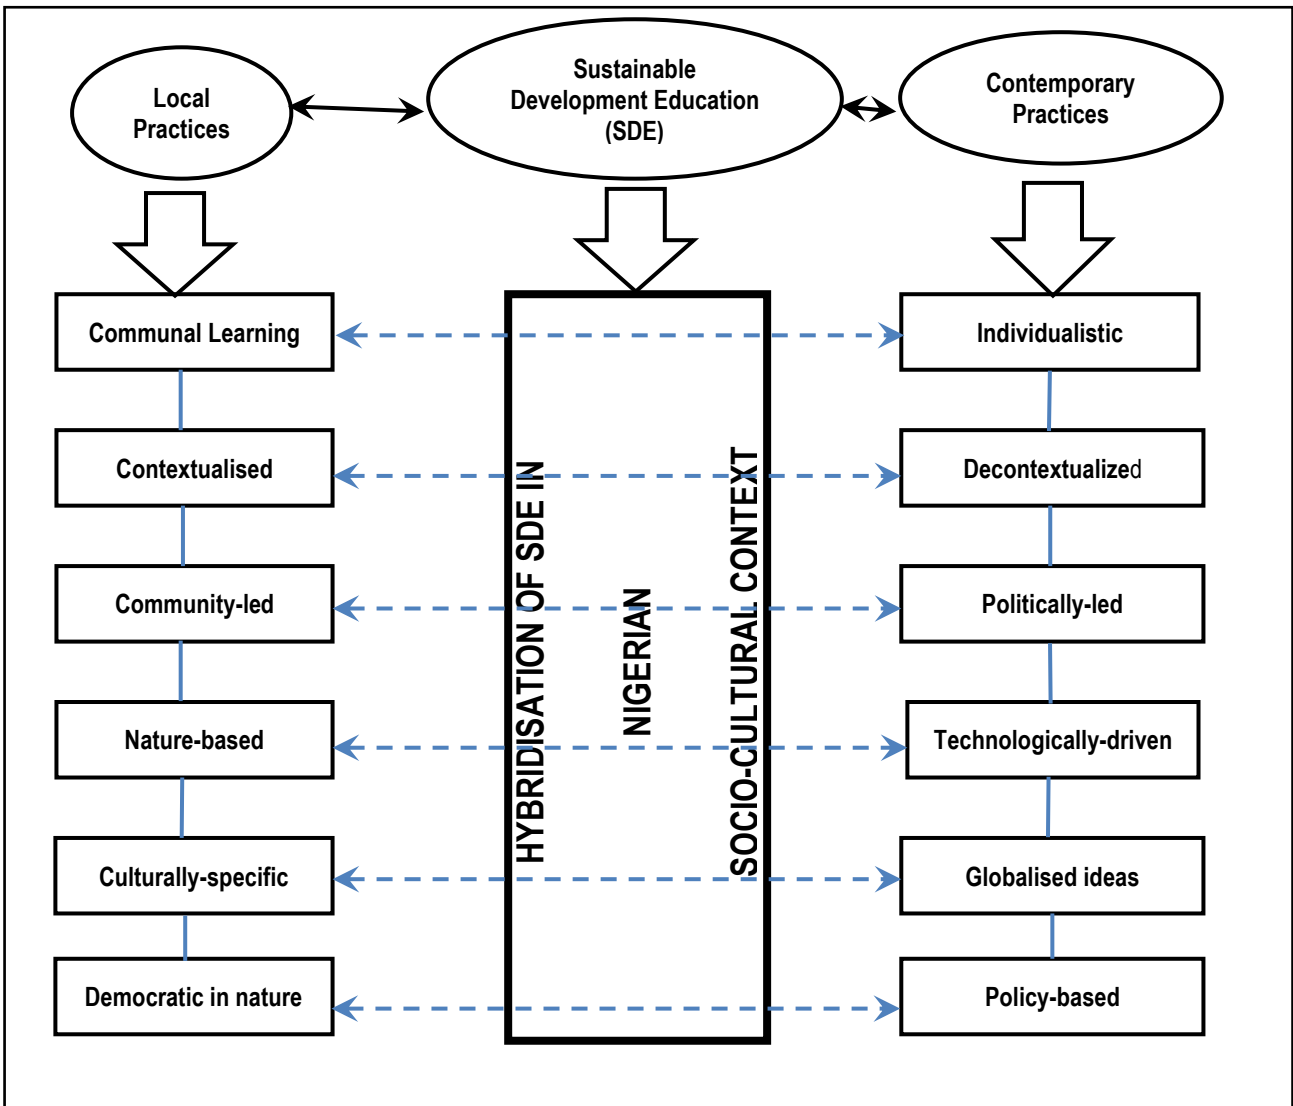 Local
Practices
Sustainable
Development Education
(SDE)
Contemporary
Practices
Communal Learning
Individualistic
Contextualised
Decontextualized
Community-led
Politically-led
Nature-based
Technologically-driven
Culturally-specific
Globalised ideas
Democratic in nature
Policy-based
HYBRIDISATION OF SDE IN
NIGERIAN
SOCIO-CULTURAL CONTEXT